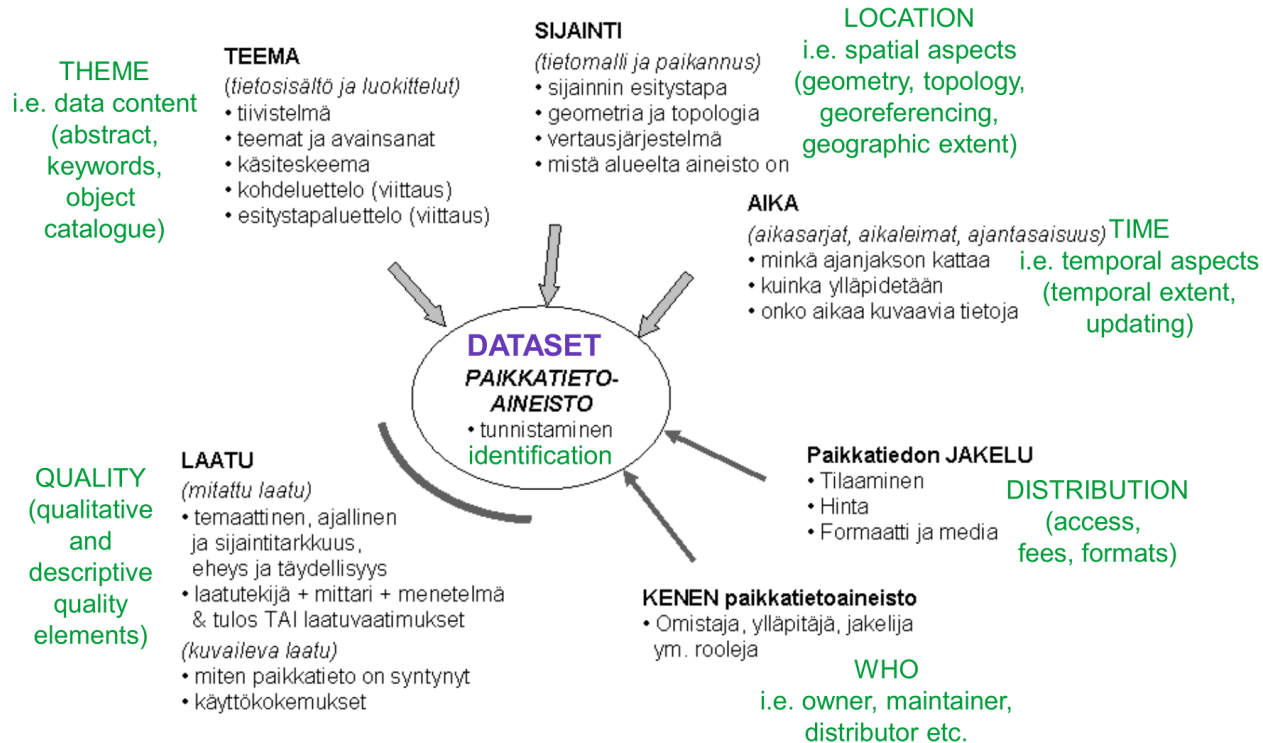 THEME
i.e. data content
(abstract,
keywords,
object
catalogue)
TEEMA
(tietosisältö ja luokittelut)
• tiivistelmä
• teemat ja avainsanat
• käsiteskeema
• kohdeluettelo (viittaus)
• esitystapaluettelo (viittaus)
SIJAINTI
(tietomalli ja paikannus)
• sijainnin esitystapa
• geometria ja topologia
• vertausjärjestelmä
• mistä alueelta aineisto on
LOCATION
i.e. spatial aspects
(geometry, topology,
georeferencing,
geographic extent)
AIKA
(aikasarjat, aikaleimat, ajantasaisuus)
• minkä ajanjakson kattaa
• kuinka ylläpidetään
• onko aikaa kuvaavia tietoja
TIME
i.e. temporal aspects
(temporal extent,
updating)
DATASET
PAIKKATIETO-
AINEISTO
• tunnistaminen
identification
QUALITY
(qualitative
and
descriptive
quality
elements)
LAATU
(mitattu laatu)
• temaattinen, ajallinen
ja sijaintitarkkuus,
eheys ja täydellisyys
• laatutekijä + mittari + menetelmä
& tulos TAI laatuvaatimukset
(kuvaileva laatu)
• miten paikkatieto on syntynyt
• käyttökokemukset
Paikkatiedon JAKELU
• Tilaaminen
• Hinta
• Formaatti ja media
DISTRIBUTION
(access,
fees, formats)
KENEN paikkatietoaineisto
• Omistaja, ylläpitäjä, jakelija
ym. rooleja
WHO
i.e. owner, maintainer,
distributor etc.